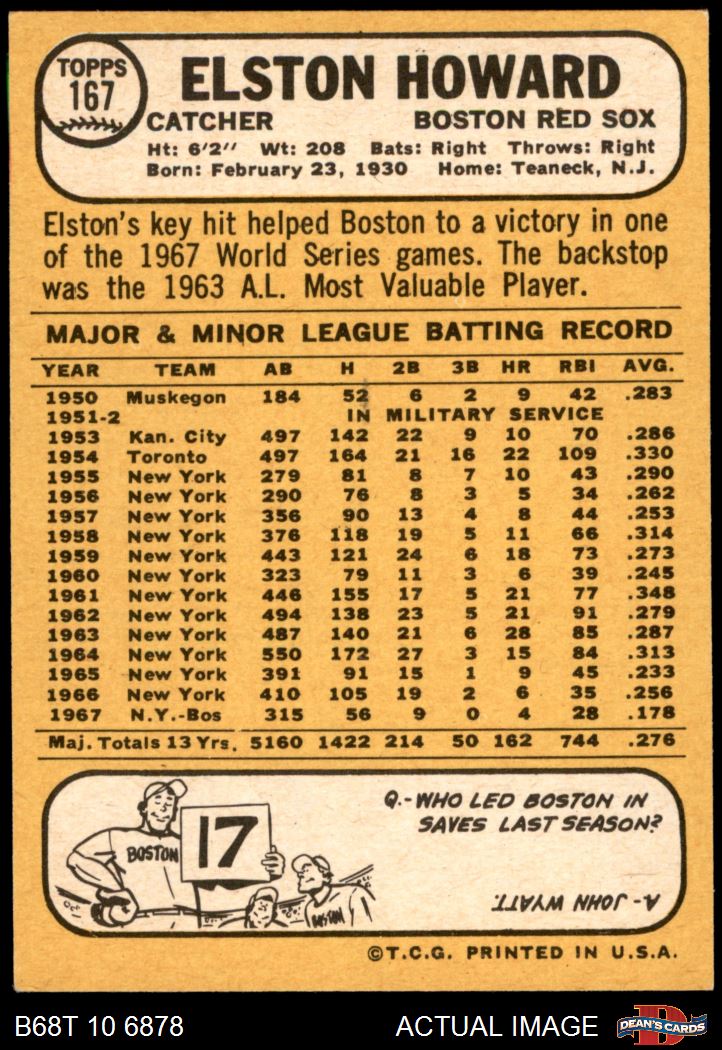 TOPPS
167
ELSTON HOWARD
CATCHER BOSTON RED SOX
Ht: 6'2'' Wt: 208 Bats: Right Throws: Right
Born: February 23, 1930 Home: Teaneck, N.J.
Elston's key hit helped Boston to a victory in one
of the 1967 World Series games. The backstop
was the 1963 A.L. Most Valuable Player.
MAJOR & MINOR LEAGUE BATTING RECORD
YEAR TEAM AB H 2B 3B HR RBI AVG.
1950 Muskegon 184 52 6 2 9 42 .283
1951-2 IN MILITARY SERVICE
1953 Kan. City 497 142 22 9 10 70 .286
1954 Toronto 497 164 21 16 22 109 .330
1955 New York 279 81 8 7 10 43 .290
1956 New York 290 76 8 3 5 34 .262
1957 New York 356 90 13 4 8 44 .253
1958 New York 376 118 19 5 11 66 .314
1959 New York 443 121 24 6 18 73 .273
1960 New York 323 79 11 3 6 39 .245
1961 New York 446 155 17 5 21 77 .348
1962 New York 494 138 23 5 21 91 .279
1963 New York 487 140 21 6 28 85 .287
1964 New York 550 172 27 3 15 84 .313
1965 New York 391 91 15 1 9 45 .233
1966 New York 410 105 19 2 6 35 .256
1967 N.Y.-Bos 315 56 9 0 4 28 .178
Maj. Totals 13 Yrs. 5160 1422 214 50 162 744 .276
17
BOSTON
BOSTON
Q.-WHO LED BOSTON IN
SAVES LAST SEASON?
A- JOHN WYATT.
©T.C.G. PRINTED IN U.S.A.
B68T 10 6878 ACTUAL IMAGE
D
DEAN'S CARDS